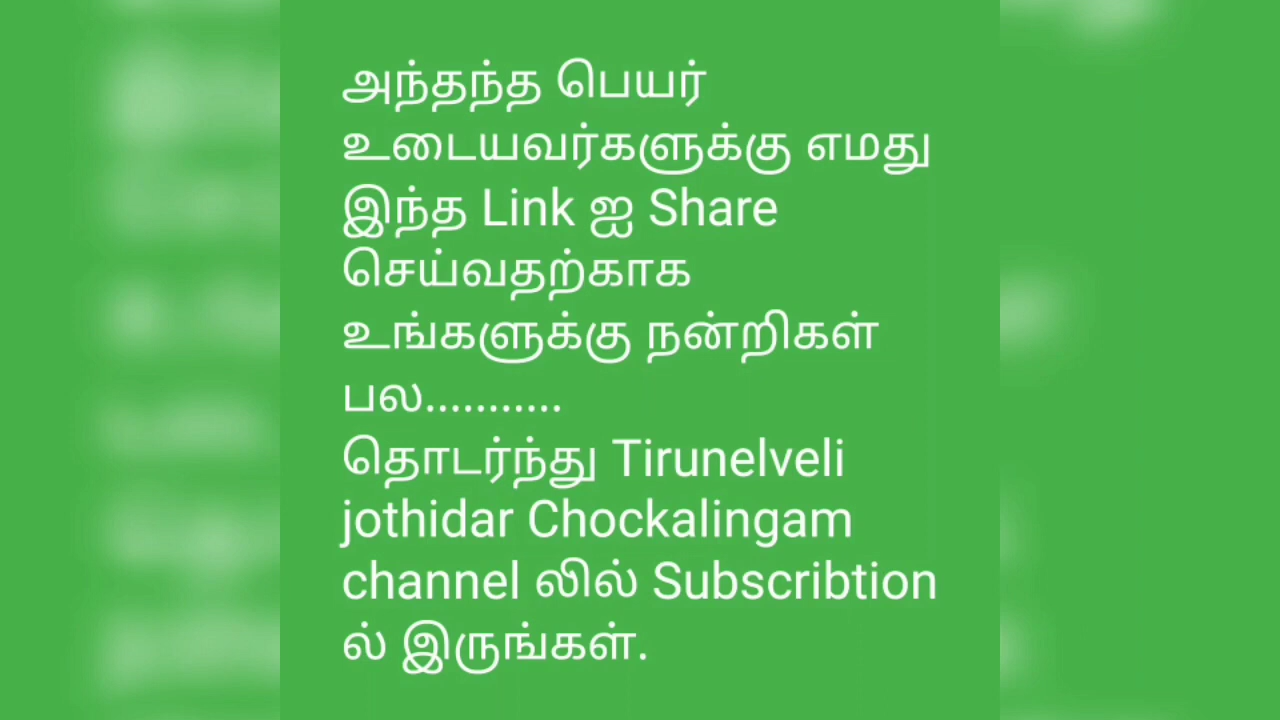 அந்தந்த பெயர்
உடையவர்களுக்கு எமது
இந்த Link ஐ Share
செய்வதற்காக
உங்களுக்கு நன்றிகள்
பல...........
தொடர்ந்து Tirunelveli
jothidar Chockalingam
channel லில் Subscribtion
ல் இருங்கள்.